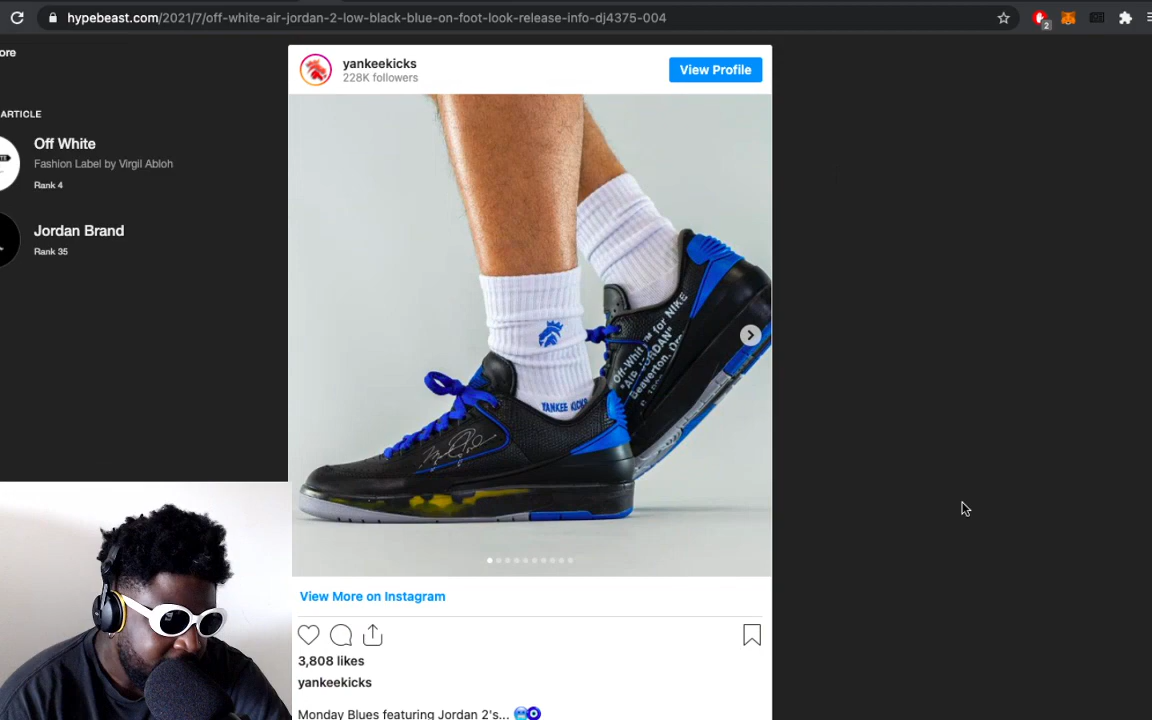 hypebeast.com/2021/7/off-white-air-jordan-2-low-black-blue-on-foot-look-release-info-dj4375-004
2
ore
ARTICLE
Off White
Fashion Label by Virgil Abloh
Rank 4
Jordan Brand
Rank 35
yankeekicks
228K followers
View Profile
Off-White™ for NIKE
"AIR JORDAN"
Beaverton,
YANKEE KICKS
View More on Instagram
3,808 likes
yankeekicks
Monday Blues featuring Jordan 2's...